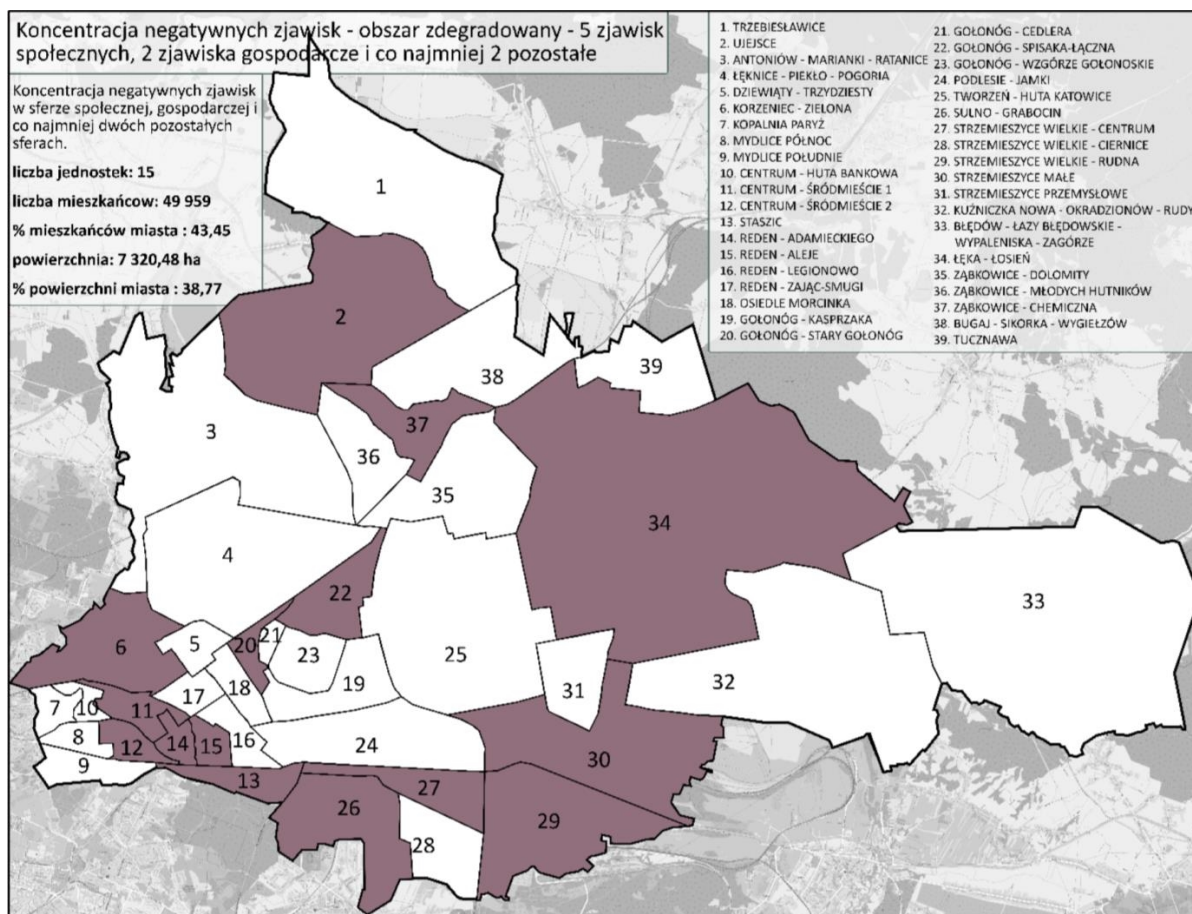 Koncentracja negatywnych zjawisk - obszar zdegradowany - 5 zjawisk
społecznych, 2 zjawiska gospodarcze i co najmniej 2 pozostałe
Koncentracja negatywnych zjawisk
w sferze społecznej, gospodarczej i
co najmniej dwóch pozostałych
sferach.
liczba jednostek: 15
liczba mieszkańcow: 49 959
% mieszkańców miasta : 43,45
powierzchnia: 7 320,48 ha
% powierzchni miasta : 38,77
1. TRZEBIESŁAWICE
2. UJEJSCE
3. ANTONIÓW - MARIANKI - RATANICE
4. ŁĘKNICE - PIEKŁO - POGORIA
5. DZIEWIĄTY - TRZYDZIESTY
6. KORZENIEC - ZIELONA
7. KOPALNIA PARYŻ
8. MYDLICE PÓŁNOC
9. MYDLICE POŁUDNIE
10. CENTRUM - HUTA BANKOWA
11. CENTRUM - ŚRÓDMIEŚCIE 1
12. CENTRUM - ŚRÓDMIEŚCIE 2
13. STASZIC
14. REDEN - ADAMIECKIEGO
15. REDEN - ALEJE
16. REDEN - LEGIONOWO
17. REDEN - ZAJĄC-SMUGI
18. OSIEDLE MORCINKA
19. GOŁONÓG - KASPRZAKA
20. GOŁONÓG - STARY GOŁONÓG
21. GOŁONÓG - CEDLERA
22. GOŁONÓG - SPISAKA-ŁĄCZNA
23. GOŁONÓG - WZGÓRZE GOŁONOSKIE
24. PODLESIE - JAMKI
25. TWORZEŃ - HUTA KATOWICE
26. SULNO - GRABOCIN
27. STRZEMIESZYCE WIELKIE - CENTRUM
28. STRZEMIESZYCE WIELKIE - CIERNICE
29. STRZEMIESZYCE WIELKIE - RUDNA
30. STRZEMIESZYCE MAŁE
31. STRZEMIESZYCE PRZEMYSŁOWE
32. KUŹNICZKA NOWA - OKRADZIONÓW - RUDY
33. BŁĘDÓW - ŁAZY BŁĘDOWSKIE -
WYPALENISKA - ZAGÓRZE
34. ŁĘKA - ŁOSIEŃ
35. ZĄBKOWICE - DOLOMITY
36. ZĄBKOWICE - MŁODYCH HUTNIKÓW
37. ZĄBKOWICE - CHEMICZNA
38. BUGAJ - SIKORKA - WYGIEŁZÓW
39. TUCZNAWA
1
2
38
39
3
37
36
35
34
4
22
33
5
20
21
6
23
25
18
19
31
32
17
7
10
11
8
12
14
15
16
24
30
9
13
27
26
29
28